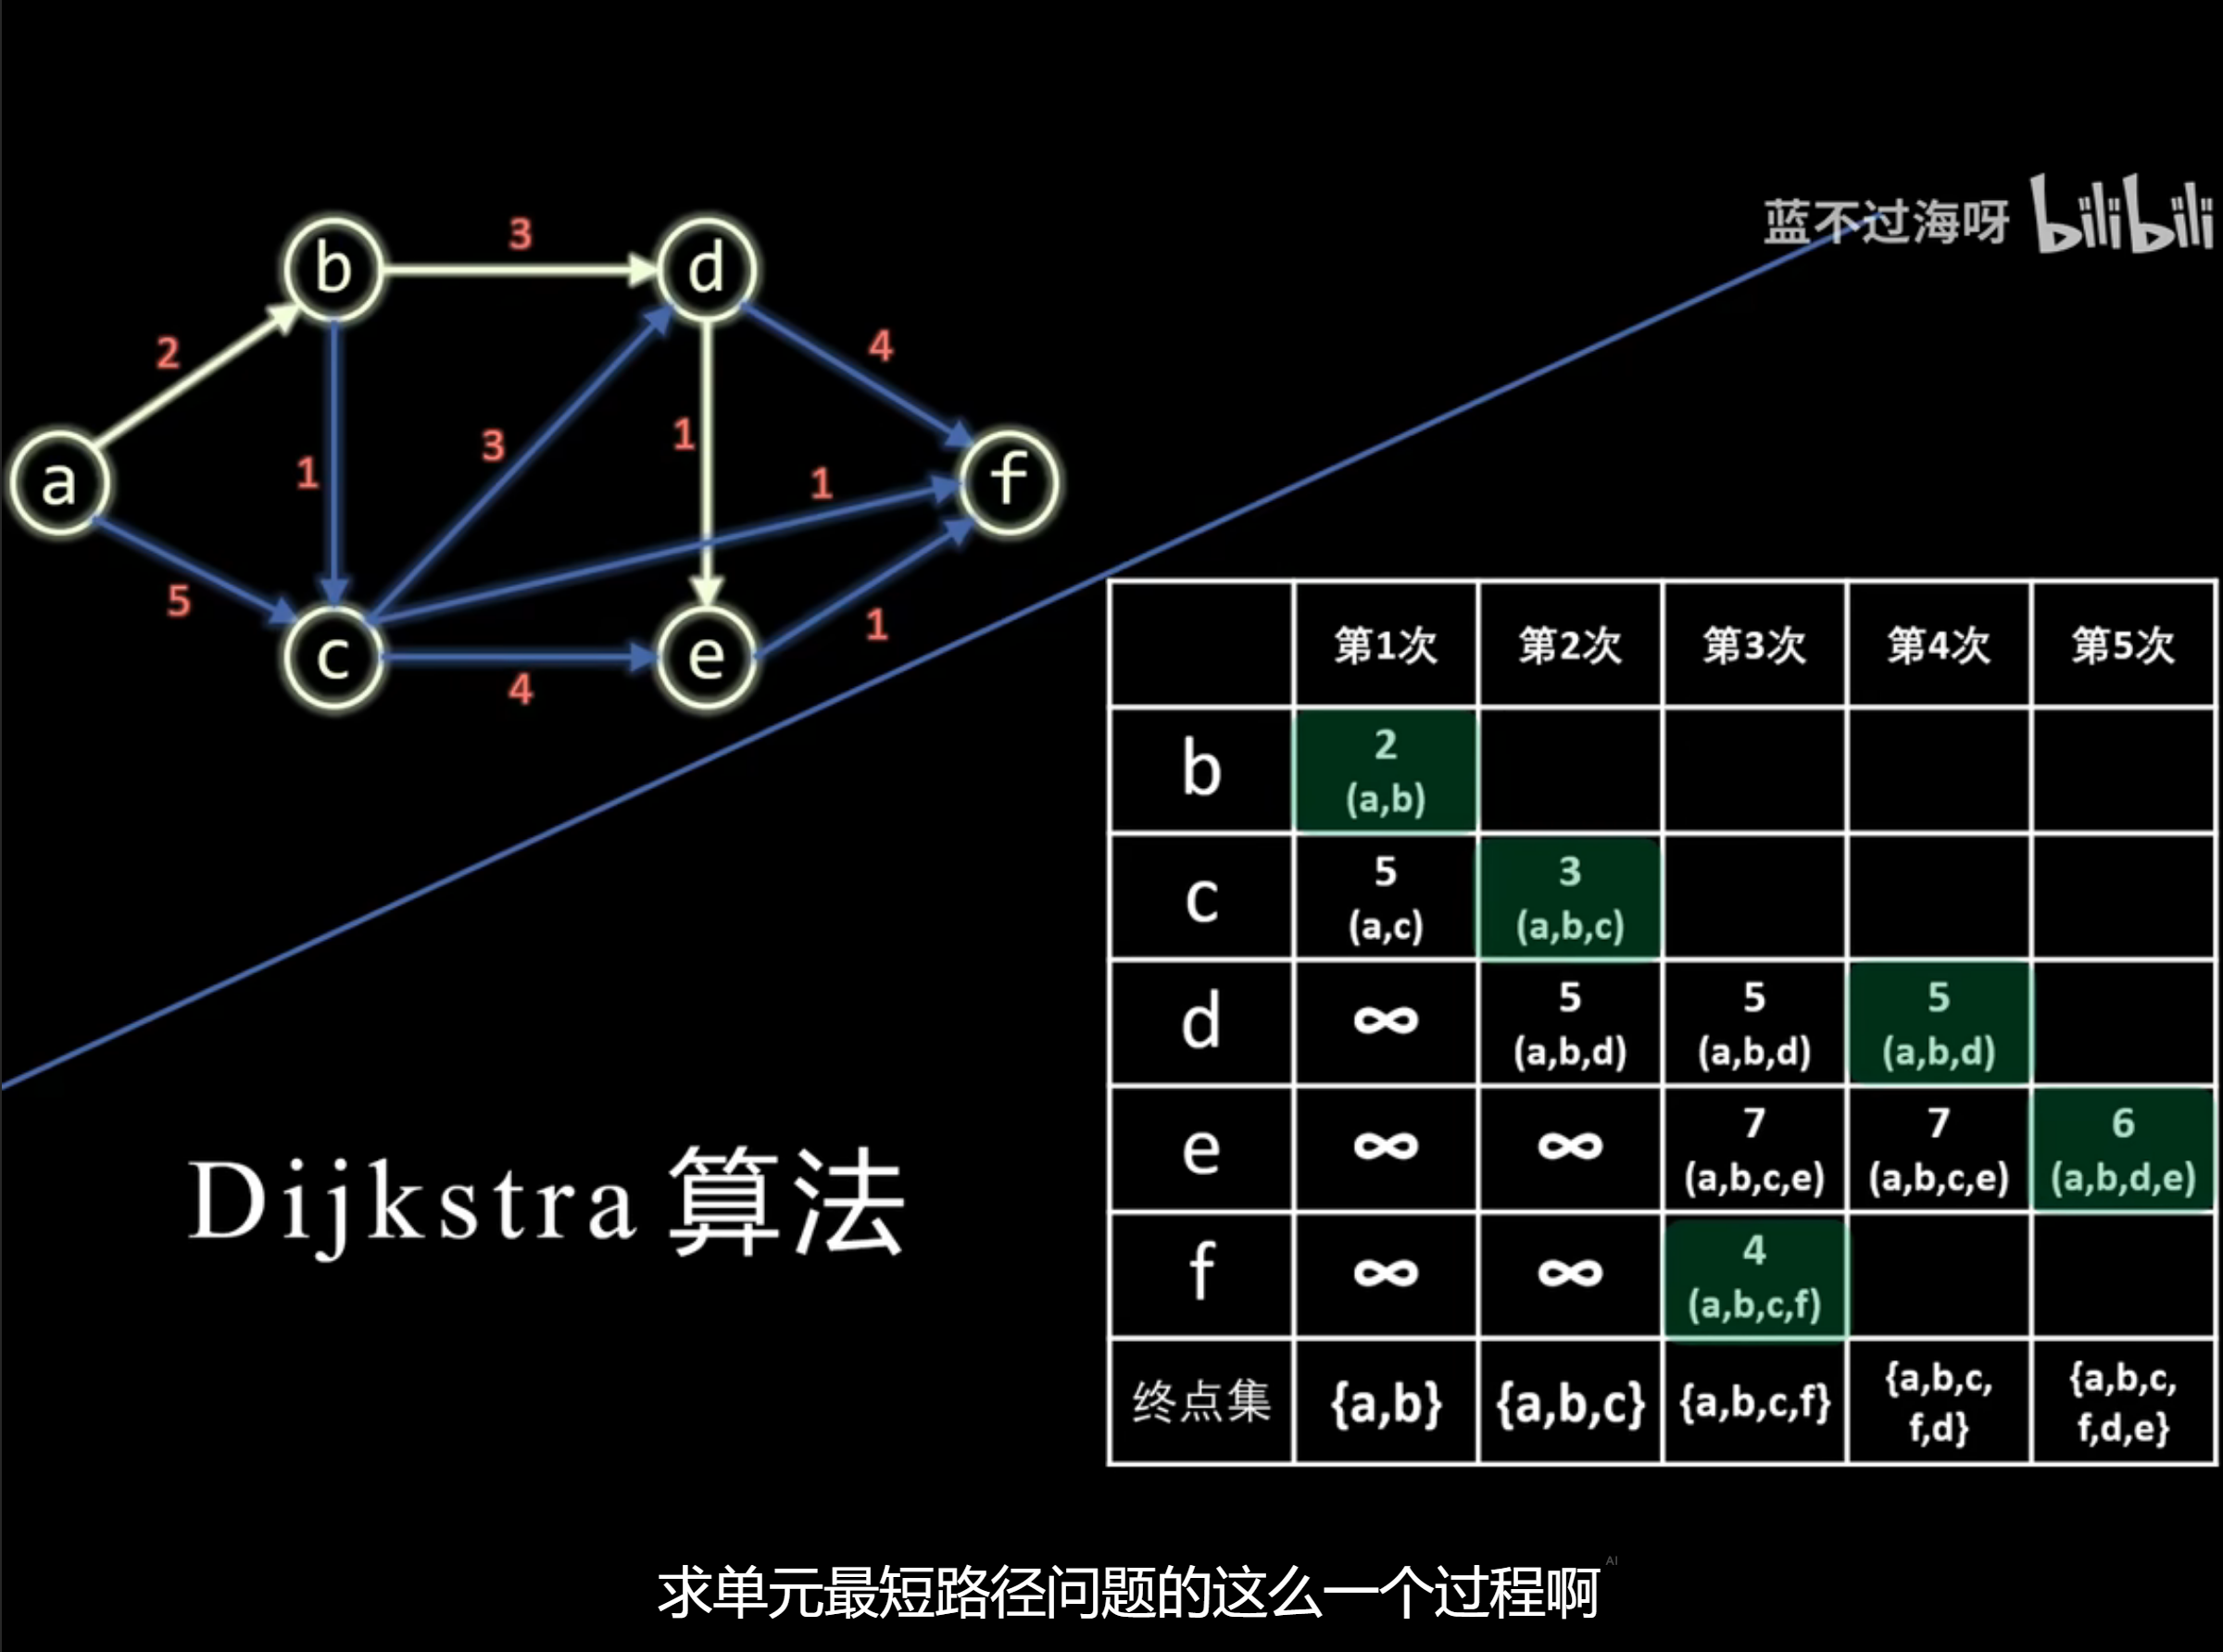 蓝不过海呀 bilibili
b
3
d
2
4
a
1
3
1
1
f
5
1
c
4
e
第1次 第2次 第3次 第4次 第5次
b 2 (a,b)
c 5 (a,c) 3 (a,b,c)
d ∞ 5 (a,b,d) 5 (a,b,d) 5 (a,b,d)
e ∞ ∞ 7 (a,b,c,e) 7 (a,b,c,e) 6 (a,b,d,e)
f ∞ ∞ 4 (a,b,c,f)
终点集 {a,b} {a,b,c} {a,b,c,f} {a,b,c,f,d} {a,b,c,f,d,e}
Dijkstra 算法
求单元最短路径问题的这么一个过程啊
AI